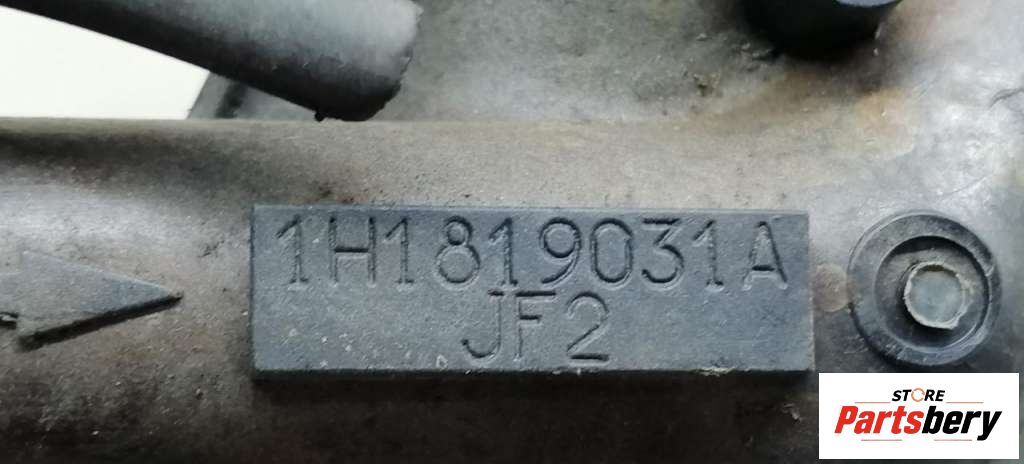 1H1819031A
JF2
STORE
Partsbery